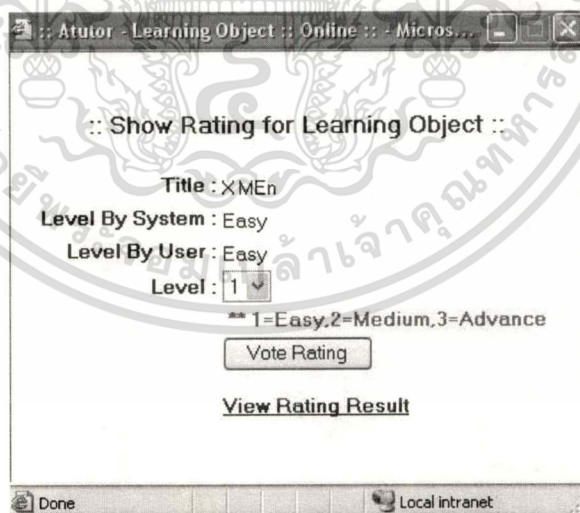 :: Atutor - Learning Object :: Online :: - Micros...
:: Show Rating for Learning Object ::
Title : XMEn
Level By System : Easy
Level By User : Easy
Level : 1
** 1=Easy,2=Medium,3=Advance
Vote Rating
View Rating Result
Done
Local intranet